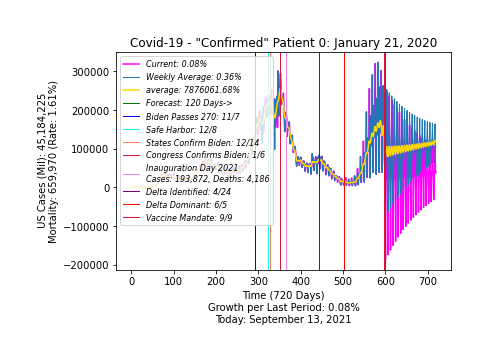 Covid-19 - "Confirmed" Patient 0: January 21, 2020
Current: 0.08%
Weekly Average: 0.36%
average: 7876061.68%
Forecast: 120 Days->
Biden Passes 270: 11/7
Safe Harbor: 12/8
States Confirm Biden: 12/14
Congress Confirms Biden: 1/6
Inauguration Day 2021
Cases: 193,872, Deaths: 4,186
Delta Identified: 4/24
Delta Dominant: 6/5
Vaccine Mandate: 9/9
300000
200000
100000
0
−100000
−200000
US Cases (Mil): 45,184,225
Mortality: 659,970 (Rate: 1.61%)
0 100 200 300 400 500 600 700
Time (720 Days)
Growth per Last Period: 0.08%
Today: September 13, 2021